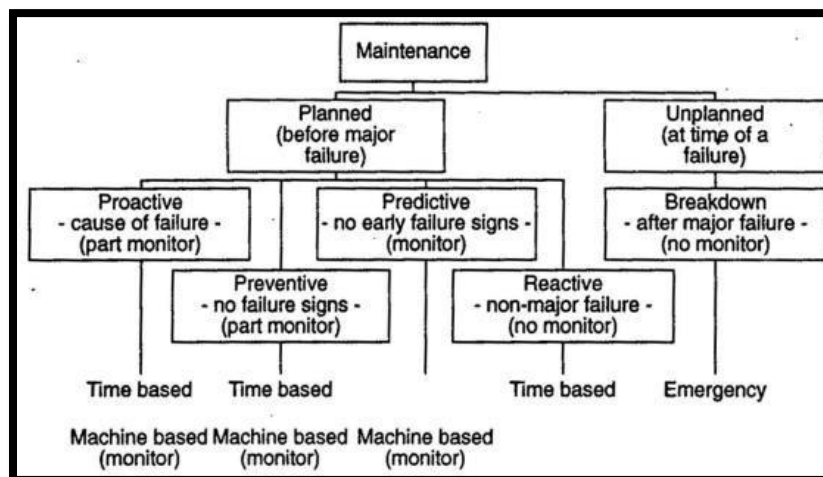 Maintenance
Planned
(before major
failure)
Unplanned
(at time of a
failure)
Proactive
- cause of failure -
(part monitor)
Predictive
- no early failure signs -
(monitor)
Breakdown
- after major failure -
(no monitor)
Preventive
- no failure signs -
(part monitor)
Reactive
- non-major failure -
(no monitor)
Time based
Time based
Time based
Emergency
Machine based
(monitor)
Machine based
(monitor)
Machine based
(monitor)